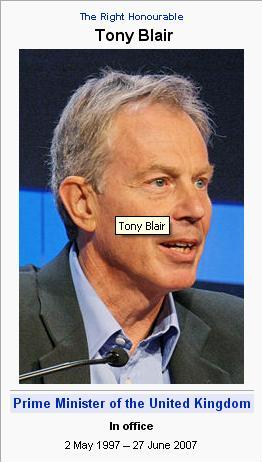 The Right Honourable
Tony Blair
Tony Blair
Prime Minister of the United Kingdom
In office
2 May 1997 – 27 June 2007